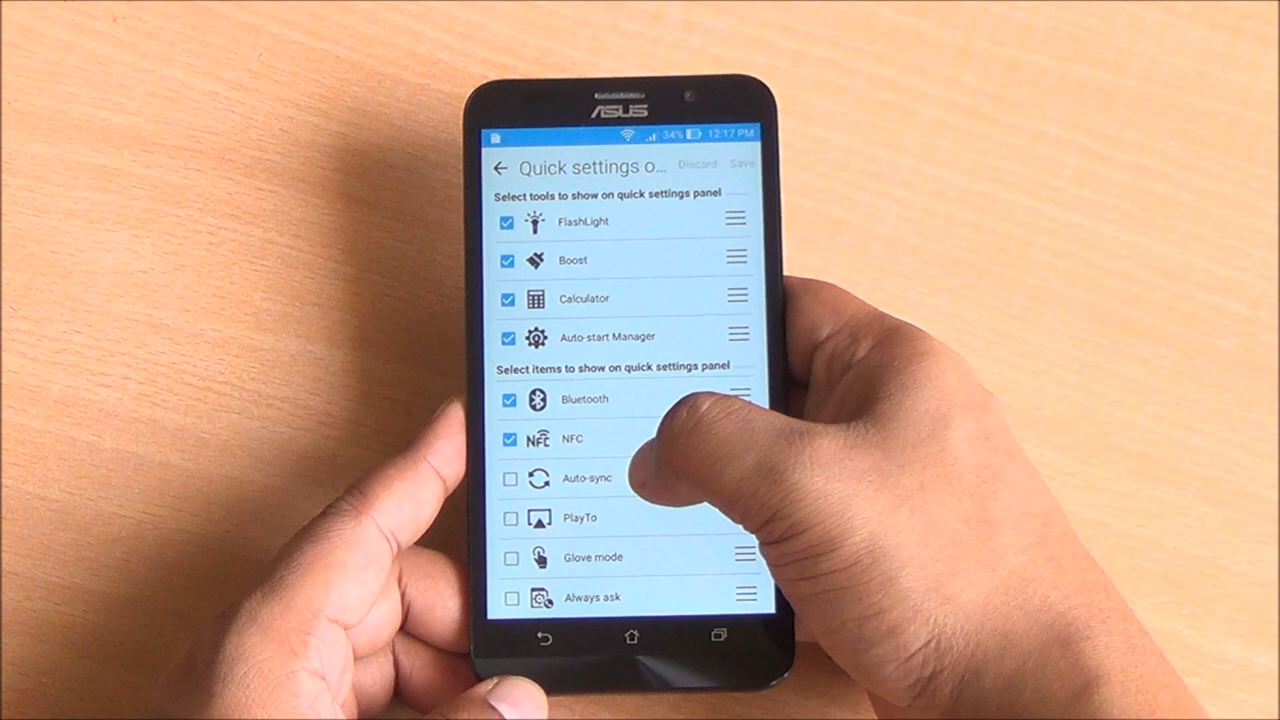 ASUS
34% 12:17 PM
Quick settings o... Discard Save
Select tools to show on quick settings panel
FlashLight
Boost
Calculator
Auto-start Manager
Select items to show on quick settings panel
Bluetooth
NFC NFC
Auto-sync
PlayTo
Glove mode
Always ask